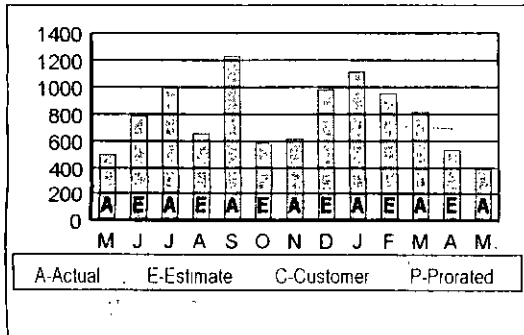 1400
1200
1000
800
600
400
200
0
A E A E A E A E A E A E A
M J J A S O N D J F M A M
A-Actual E-Estimate C-Customer P-Prorated